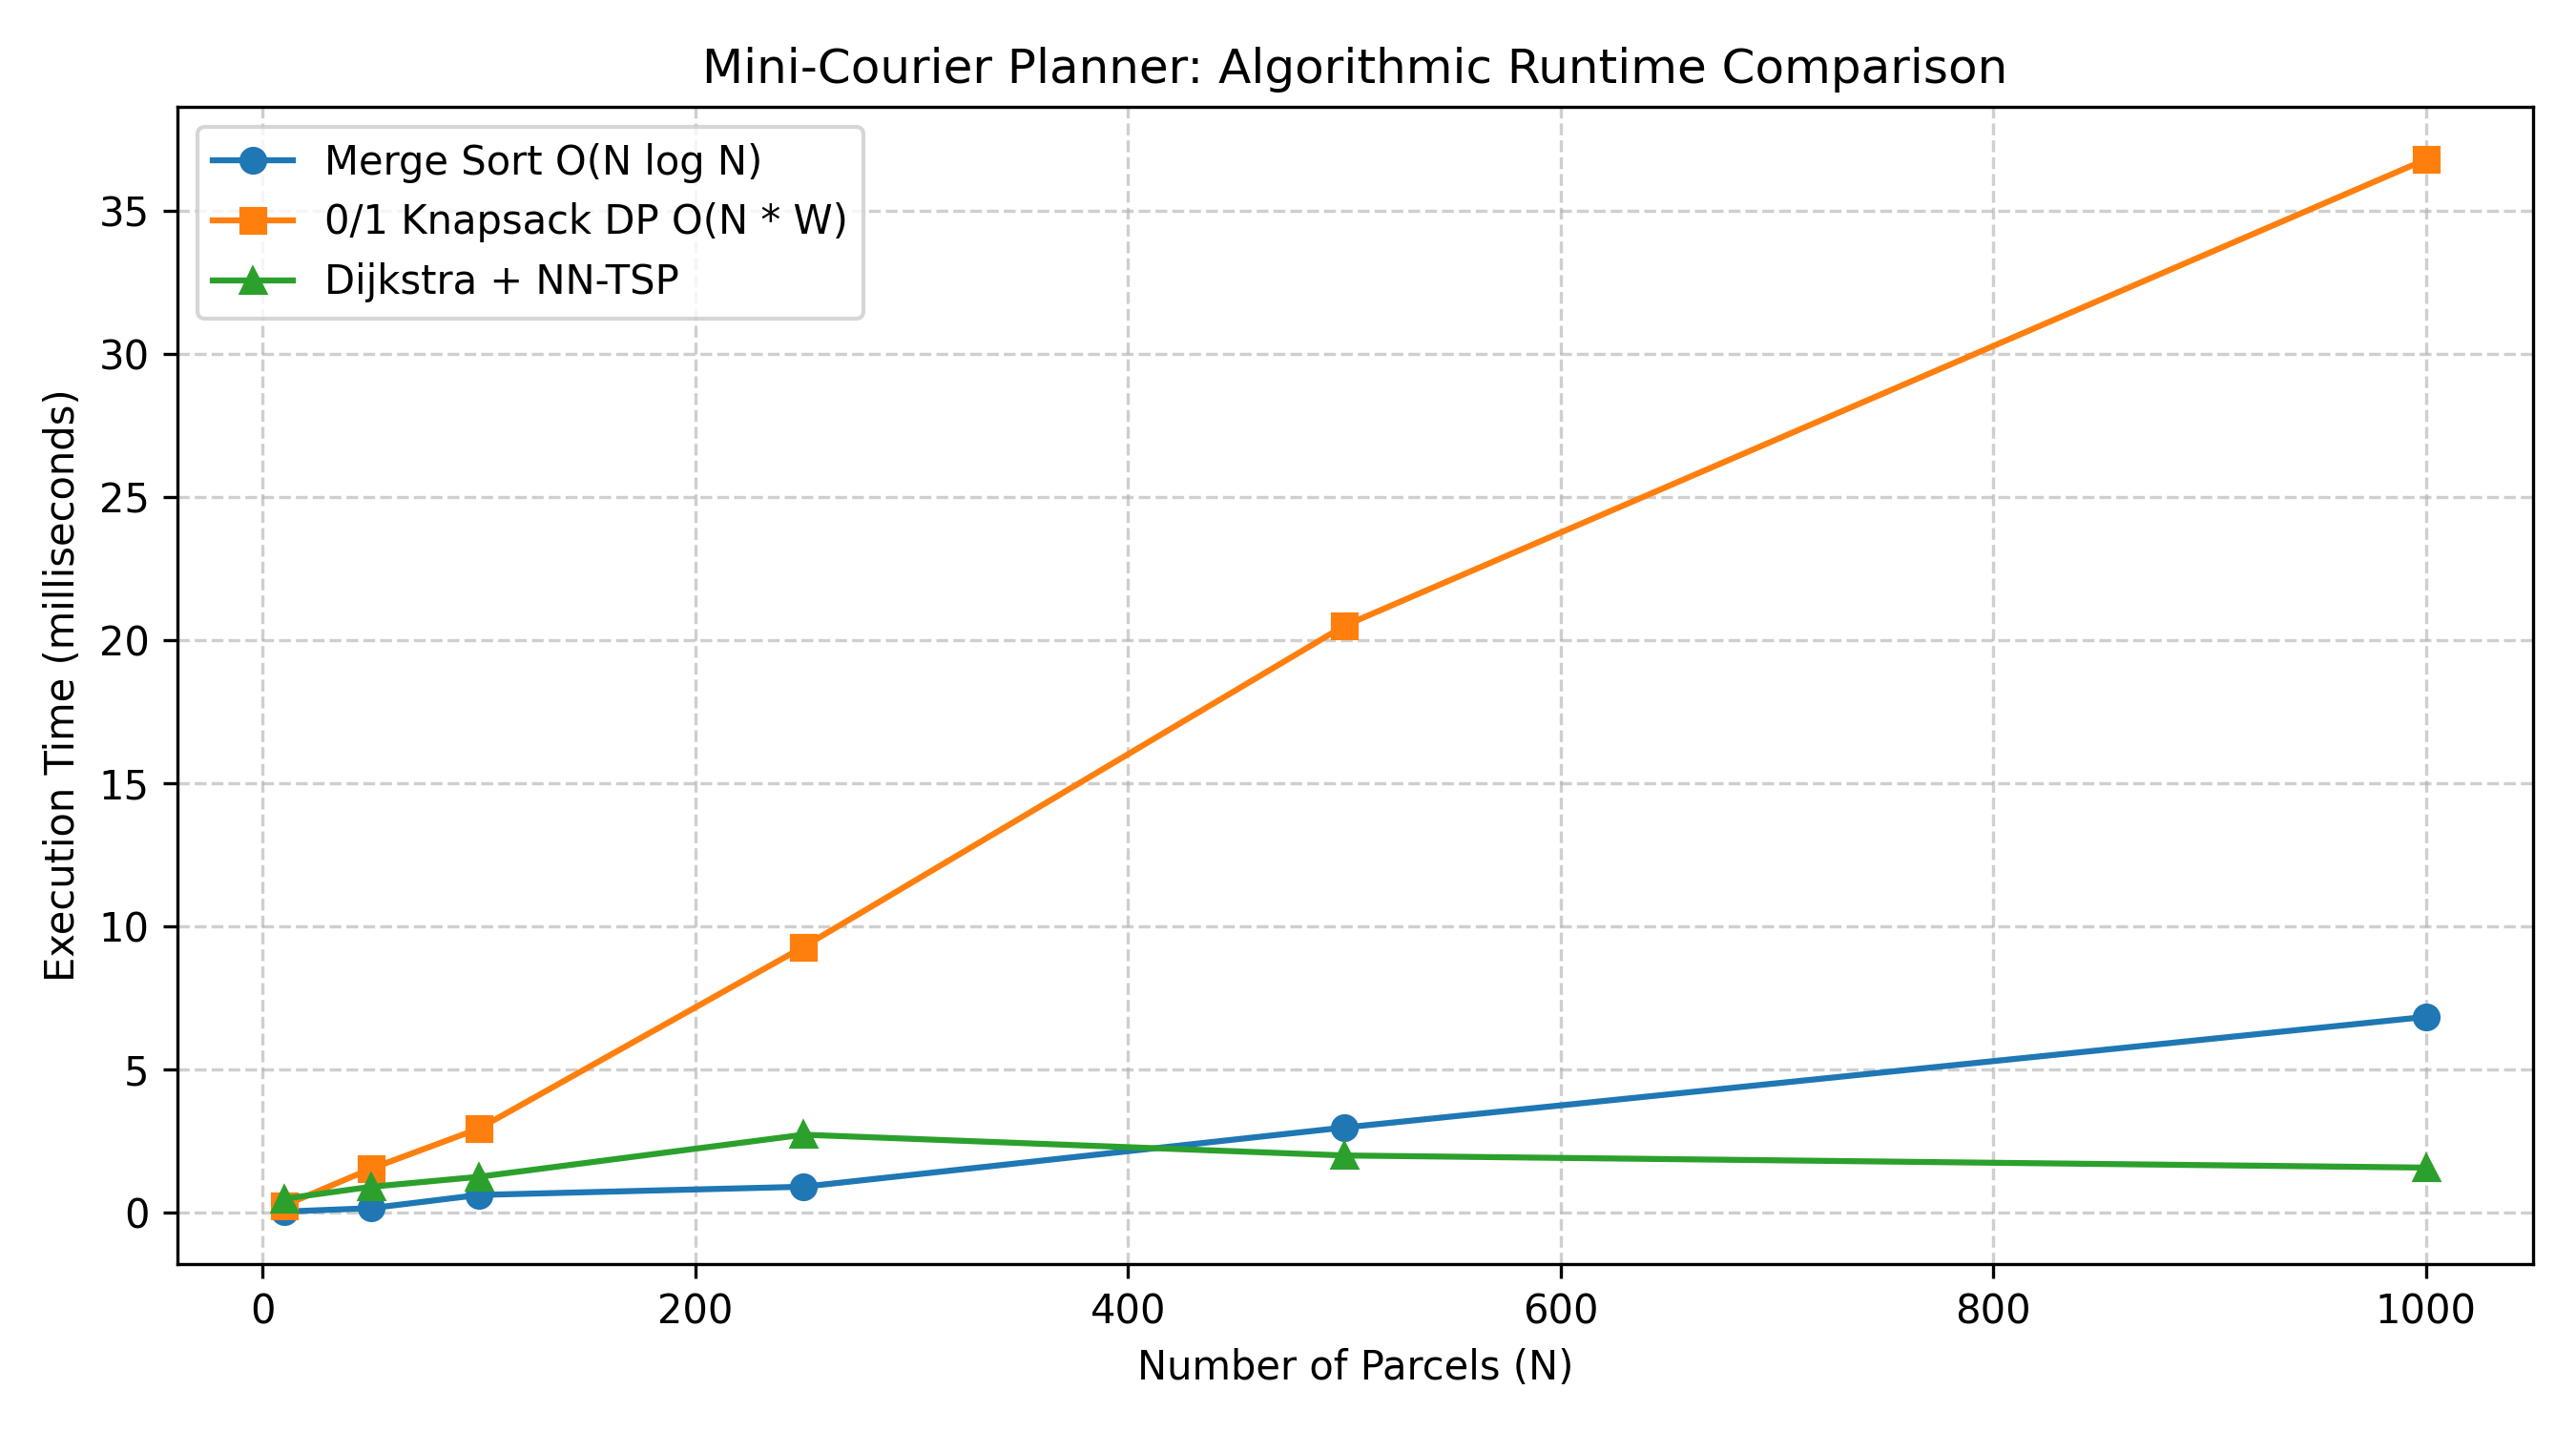 Mini-Courier Planner: Algorithmic Runtime Comparison
Merge Sort O(N log N)
0/1 Knapsack DP O(N * W)
Dijkstra + NN-TSP
Execution Time (milliseconds)
35
30
25
20
15
10
5
0
0 200 400 600 800 1000
Number of Parcels (N)